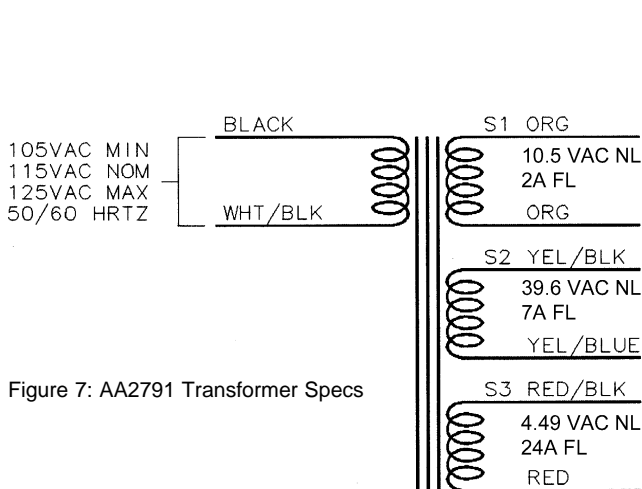 BLACK
105VAC MIN
115VAC NOM
125VAC MAX
50/60 HRTZ
WHT/BLK
S1 ORG
10.5 VAC NL
2A FL
ORG
S2 YEL/BLK
39.6 VAC NL
7A FL
YEL/BLUE
Figure 7: AA2791 Transformer Specs
S3 RED/BLK
4.49 VAC NL
24A FL
RED